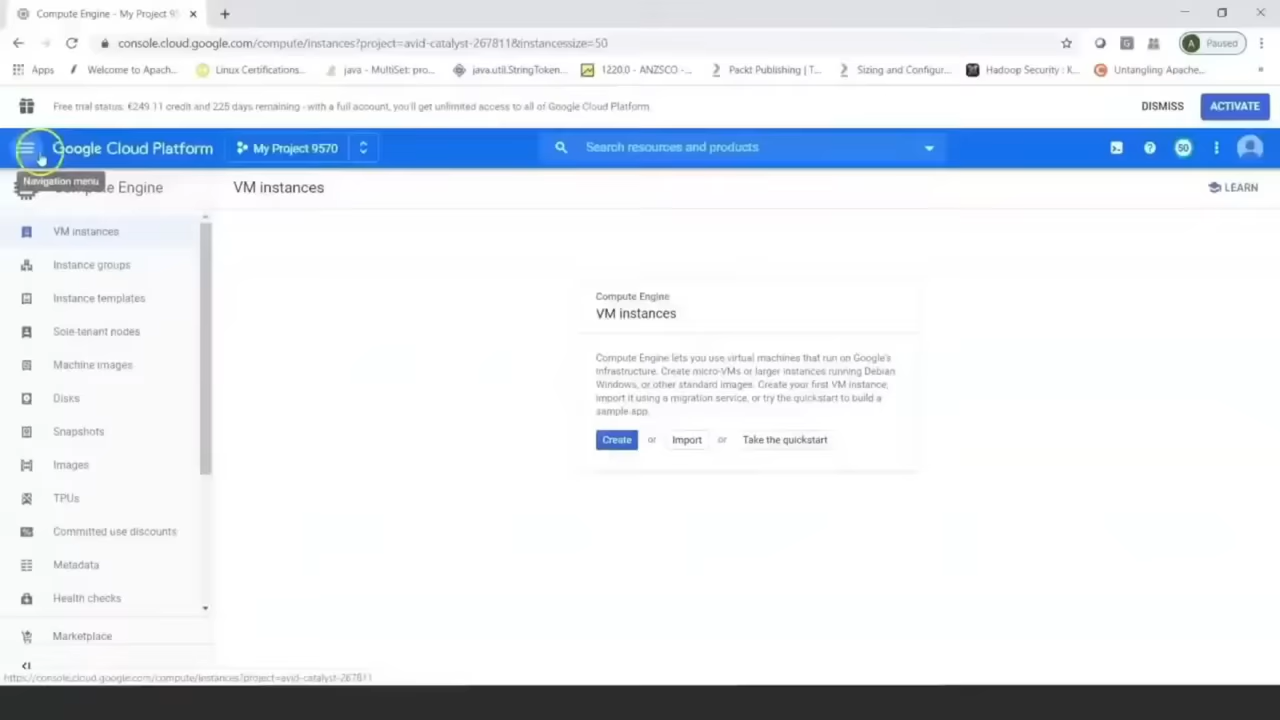 Compute Engine - My Project 95
console.cloud.google.com/compute/instances?project=avid-catalyst-267811&instancessize=50
Paused
Apps
Welcome to Apach...
Linux Certifications...
java - MultiSet: pro...
java.util.StringToken...
1220.0 - ANZSCO -...
Packt Publishing | T...
Sizing and Configur...
Hadoop Security : K...
Untangling Apache...
Free trial status: €249.11 credit and 225 days remaining - with a full account, you'll get unlimited access to all of Google Cloud Platform.
DISMISS
ACTIVATE
Google Cloud Platform
My Project 9570
Search resources and products
50
Navigation menu
Engine
VM instances
LEARN
VM instances
Instance groups
Instance templates
Sole-tenant nodes
Machine images
Disks
Snapshots
Images
TPUs
Committed use discounts
Metadata
Health checks
Marketplace
Compute Engine
VM instances
Compute Engine lets you use virtual machines that run on Google's
infrastructure. Create micro-VMs or larger instances running Debian
Windows, or other standard images. Create your first VM instance,
import it using a migration service, or try the quickstart to build a
sample app.
Create or Import or Take the quickstart
https://console.cloud.google.com/compute/instances?project=avid-catalyst-267811